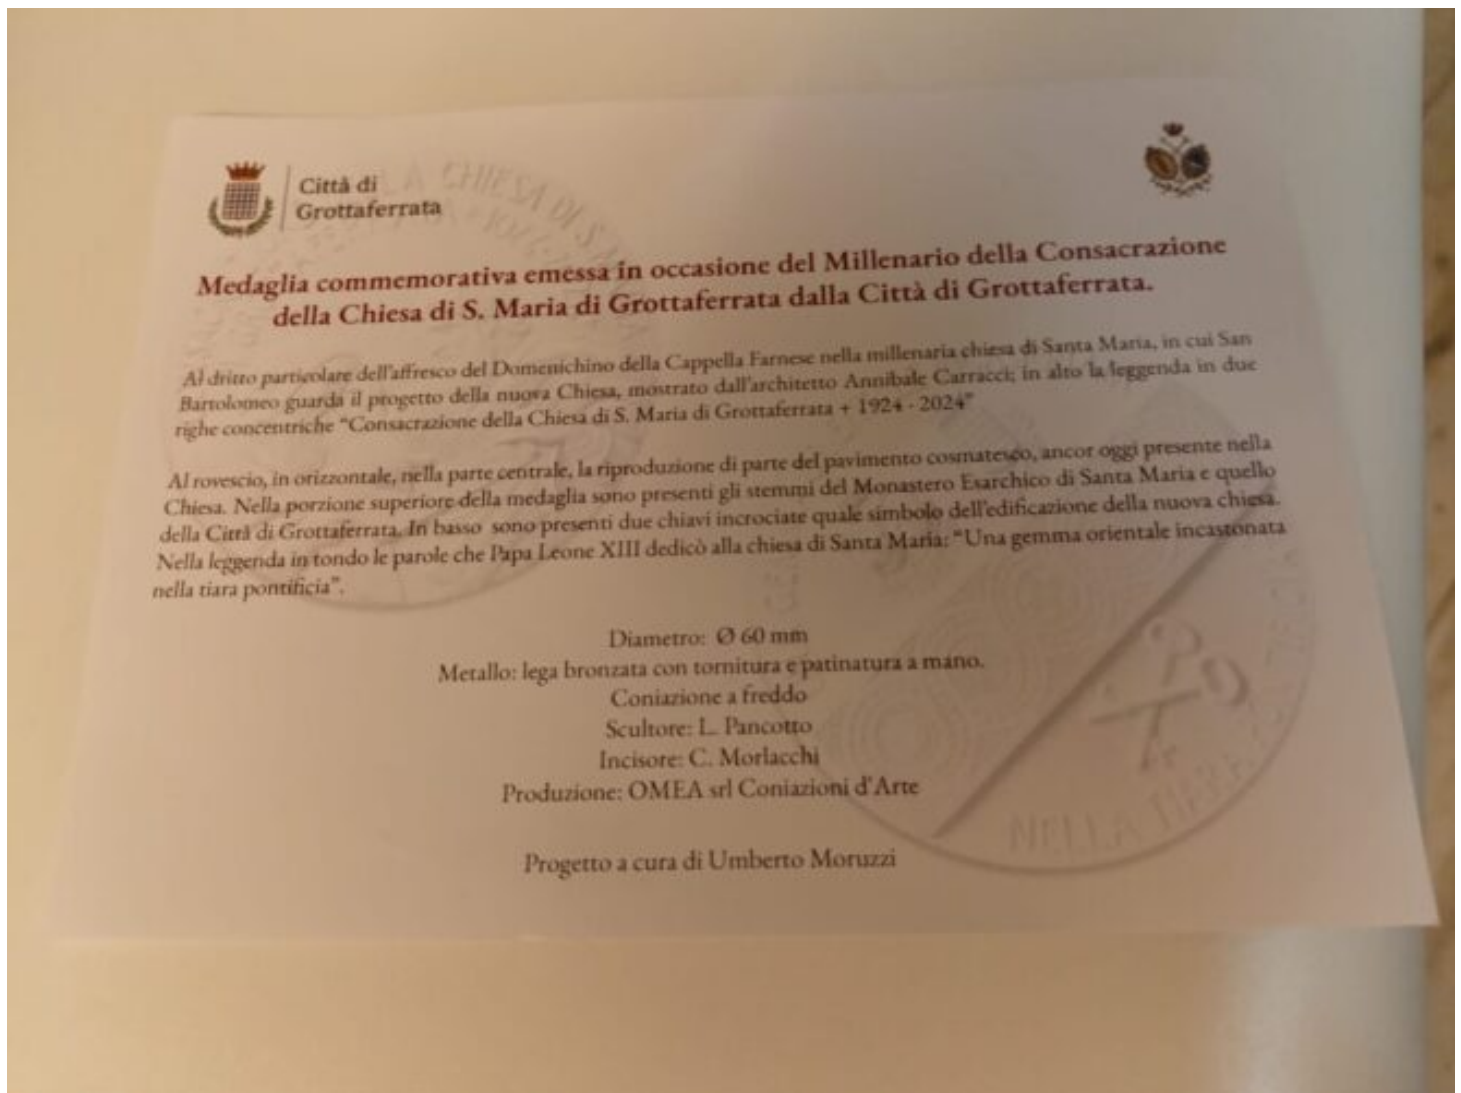 Città di
Grottaferrata
Medaglia commemorativa emessa in occasione del Millenario della Consacrazione
della Chiesa di S. Maria di Grottaferrata dalla Città di Grottaferrata.
Al dritto particolare dell'affresco del Domenichino della Cappella Farnese nella millenaria chiesa di Santa Maria, in cui San
Bartolomeo guarda il progetto della nuova Chiesa, mostrato dall'architetto Annibale Carracci; in alto la leggenda in due
righe concentriche "Consacrazione della Chiesa di S. Maria di Grottaferrata + 1924 - 2024"
Al rovescio, in orizzontale, nella parte centrale, la riproduzione di parte del pavimento cosmatesco, ancor oggi presente nella
Chiesa. Nella porzione superiore della medaglia sono presenti gli stemmi del Monastero Esarchico di Santa Maria e quello
della Città di Grottaferrata. In basso sono presenti due chiavi incrociate quale simbolo dell'edificazione della nuova chiesa.
Nella leggenda in tondo le parole che Papa Leone XIII dedicò alla chiesa di Santa Maria: "Una gemma orientale incastonata
nella tiara pontificia".
Diametro: Ø 60 mm
Metallo: lega bronzata con tornitura e patinatura a mano.
Coniazione a freddo
Scultore: L. Pancotto
Incisore: C. Morlacchi
Produzione: OMEA srl Coniazioni d'Arte
Progetto a cura di Umberto Moruzzi